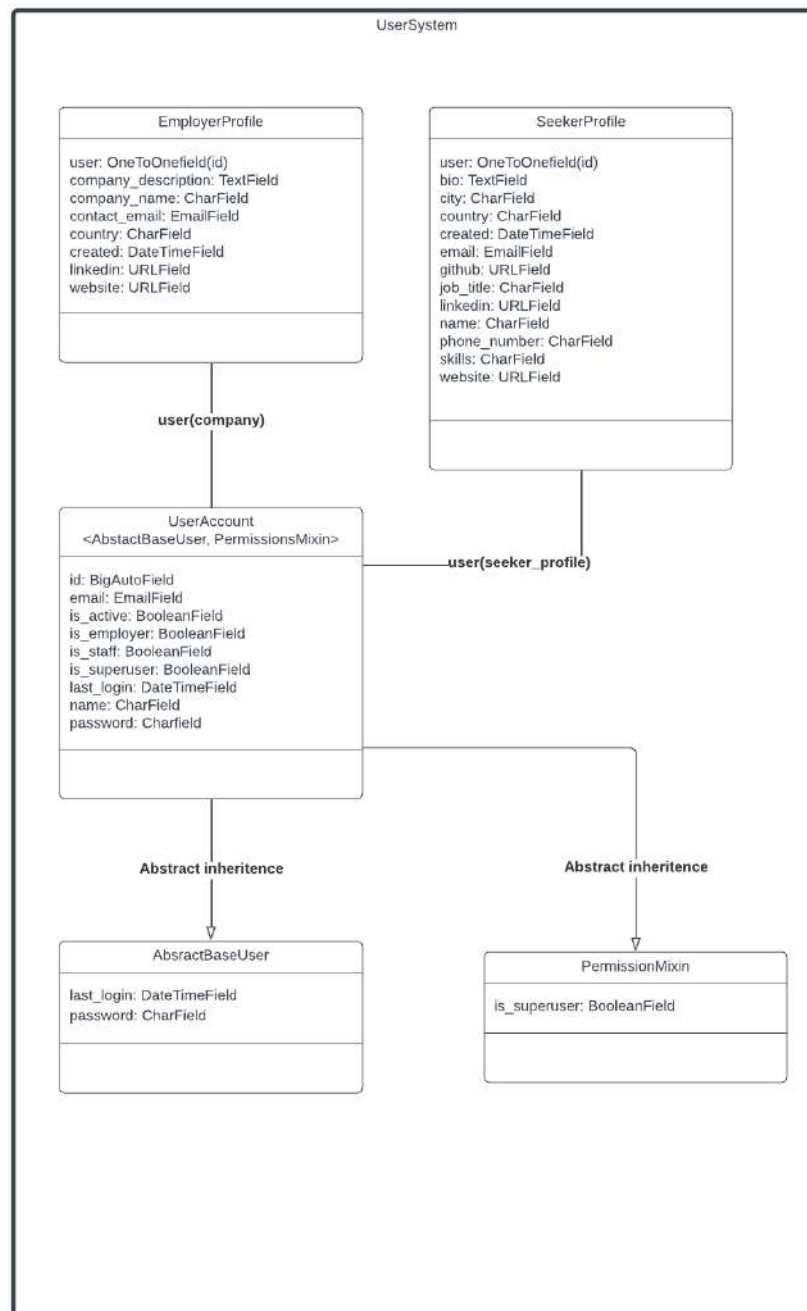 UserSystem
EmployerProfile
user: OneToOnefield(id)
company_description: TextField
company_name: CharField
contact_email: EmailField
country: CharField
created: DateTimeField
linkedin: URLField
website: URLField
SeekerProfile
user: OneToOnefield(id)
bio: TextField
city: CharField
country: CharField
created: DateTimeField
email: EmailField
github: URLField
job_title: CharField
linkedin: URLField
name: CharField
phone_number: CharField
skills: CharField
website: URLField
user(company)
user(seeker_profile)
UserAccount
<AbstactBaseUser, PermissionsMixin>
id: BigAutoField
email: EmailField
is_active: BooleanField
is_employer: BooleanField
is_staff: BooleanField
is_superuser: BooleanField
last_login: DateTimeField
name: CharField
password: Charfield
Abstract inheritence
Abstract inheritence
AbsractBaseUser
last_login: DateTimeField
password: CharField
PermissionMixin
is_superuser: BooleanField